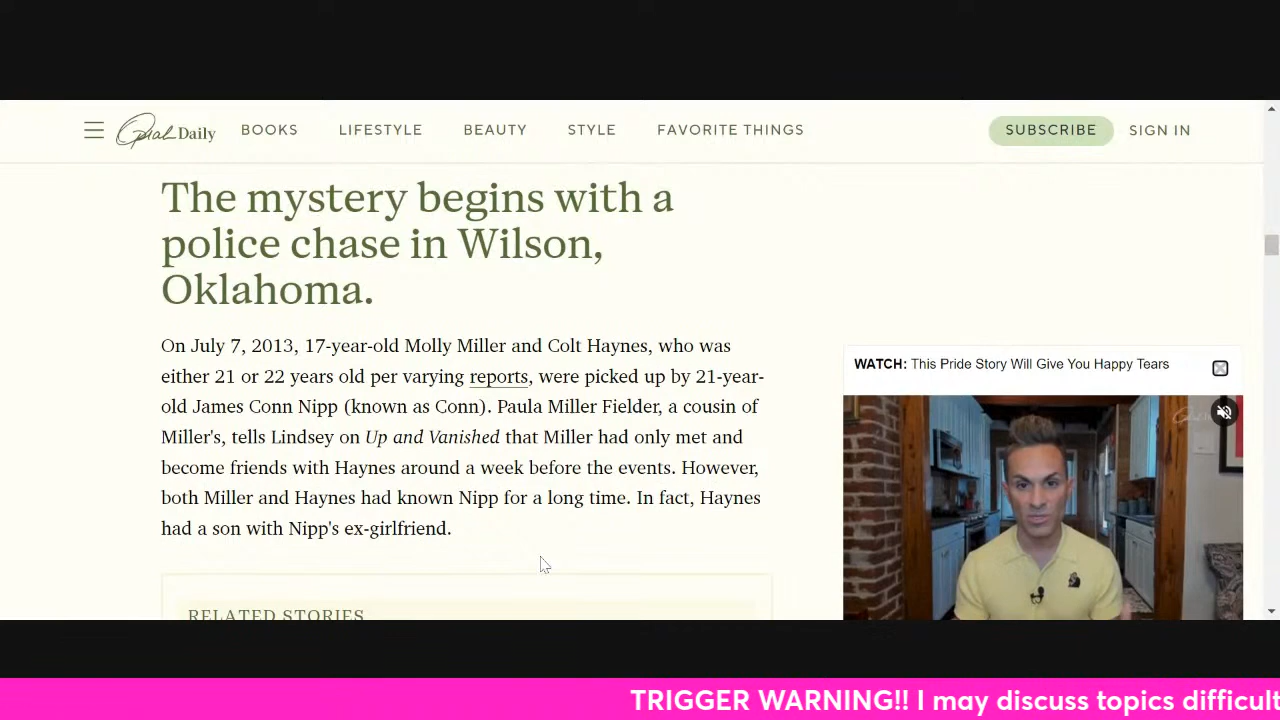 Oprah Daily
BOOKS
LIFESTYLE
BEAUTY
STYLE
FAVORITE THINGS
SUBSCRIBE
SIGN IN
The mystery begins with a
police chase in Wilson,
Oklahoma.
On July 7, 2013, 17-year-old Molly Miller and Colt Haynes, who was
either 21 or 22 years old per varying reports, were picked up by 21-year-
old James Conn Nipp (known as Conn). Paula Miller Fielder, a cousin of
Miller's, tells Lindsey on Up and Vanished that Miller had only met and
become friends with Haynes around a week before the events. However,
both Miller and Haynes had known Nipp for a long time. In fact, Haynes
had a son with Nipp's ex-girlfriend.
RELATED STORIES
WATCH: This Pride Story Will Give You Happy Tears
TRIGGER WARNING!! I may discuss topics difficult